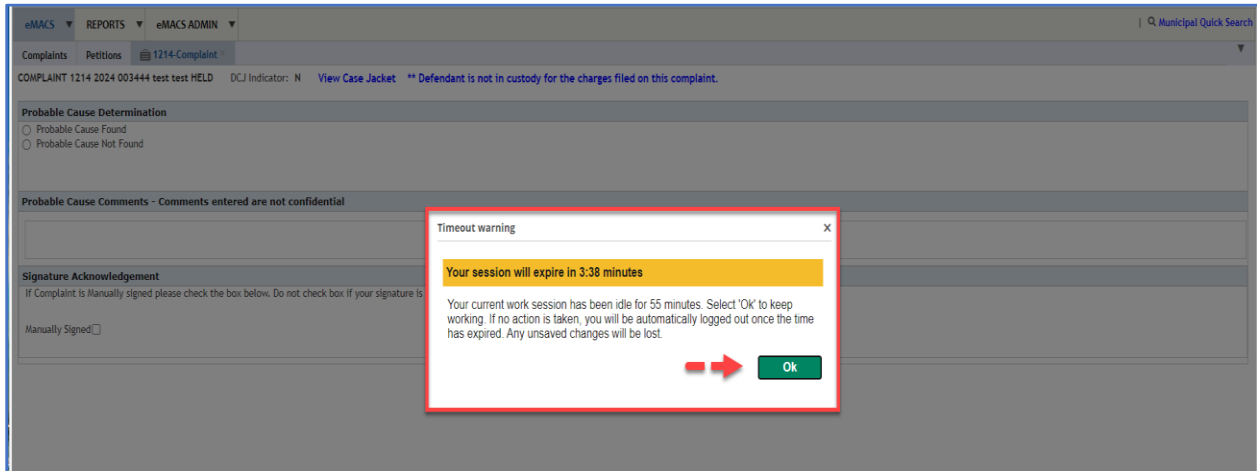 eMACS ▼ REPORTS ▼ eMACS ADMIN ▼ | Municipal Quick Search
Complaints Petitions 1214-Complaint ▼
COMPLAINT 1214 2024 003444 test test HELD DCJ Indicator: N View Case Jacket ** Defendant is not in custody for the charges filed on this complaint.
Probable Cause Determination
Probable Cause Found
Probable Cause Not Found
Probable Cause Comments - Comments entered are not confidential
Timeout warning X
Your session will expire in 3:38 minutes
Your current work session has been idle for 55 minutes. Select 'Ok' to keep
working. If no action is taken, you will be automatically logged out once the time
has expired. Any unsaved changes will be lost.
Ok
Signature Acknowledgement
If Complaint is Manually signed please check the box below. Do not check box if your signature is
Manually Signed